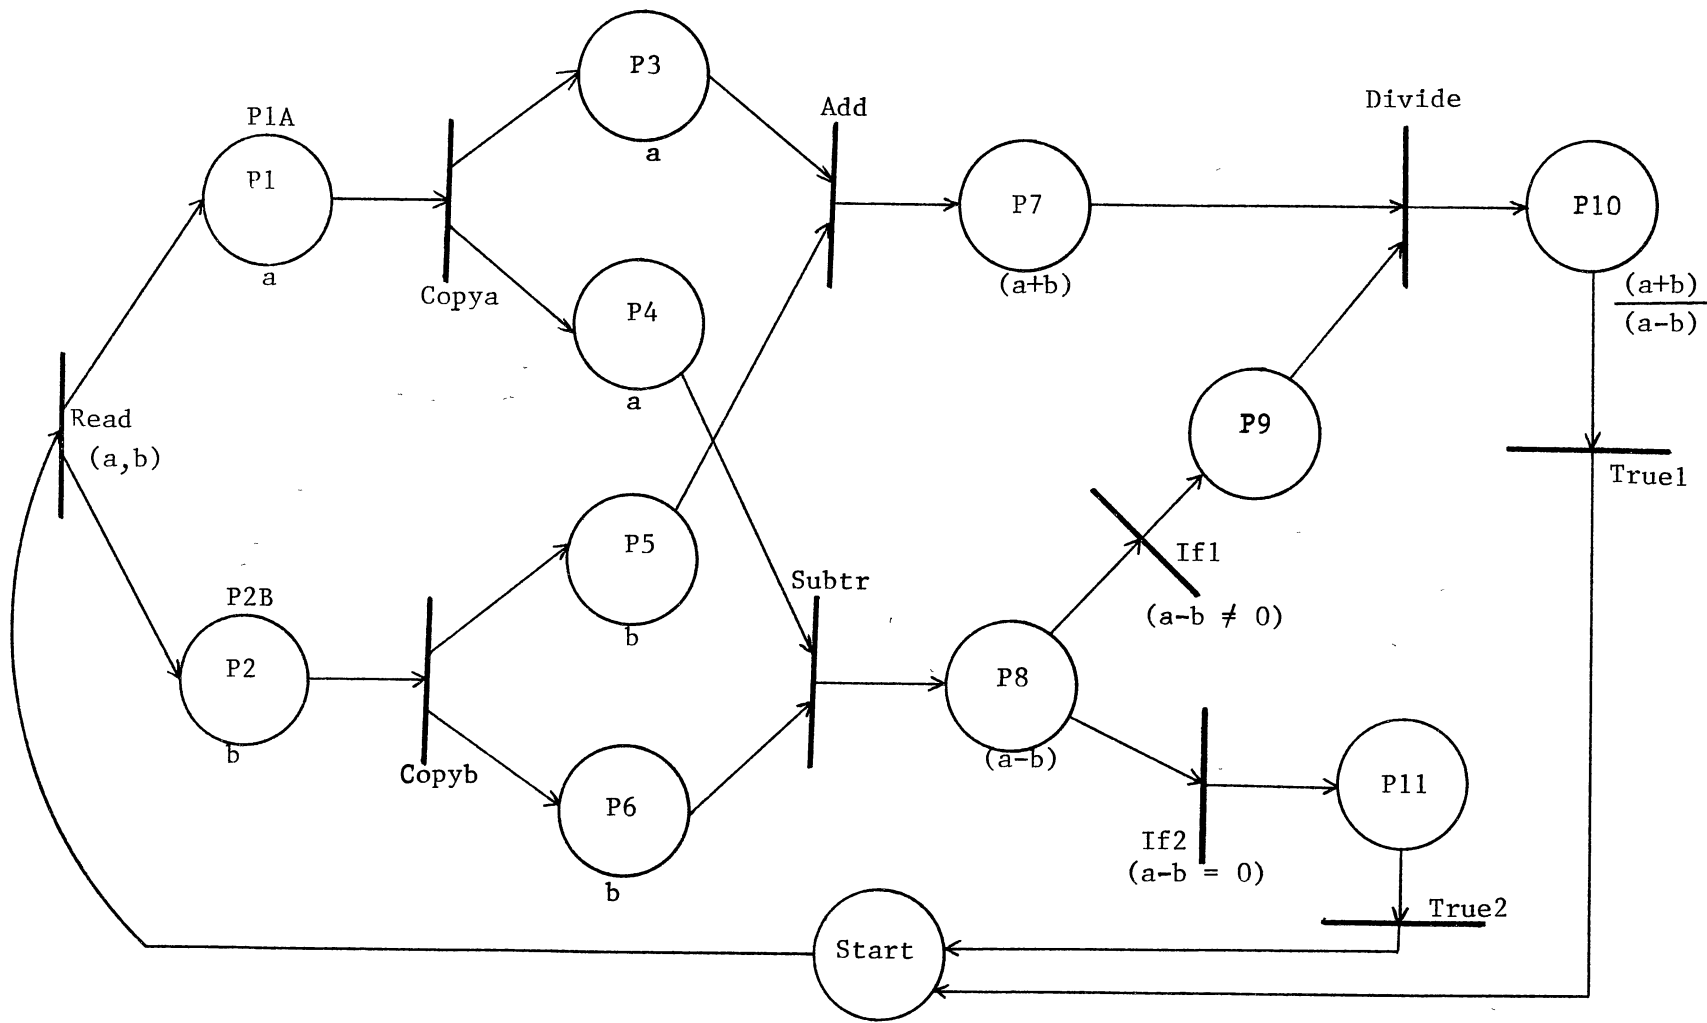 P3
a
Add
Divide
P1A
P1
a
Copya
P7
(a+b)
P10
(a+b)
(a-b)
P4
a
Read
(a,b)
P9
True1
P5
b
If1
(a-b ≠ 0)
Subtr
P2B
P2
b
Copyb
P8
(a-b)
P6
b
If2
(a-b = 0)
P11
True2
Start